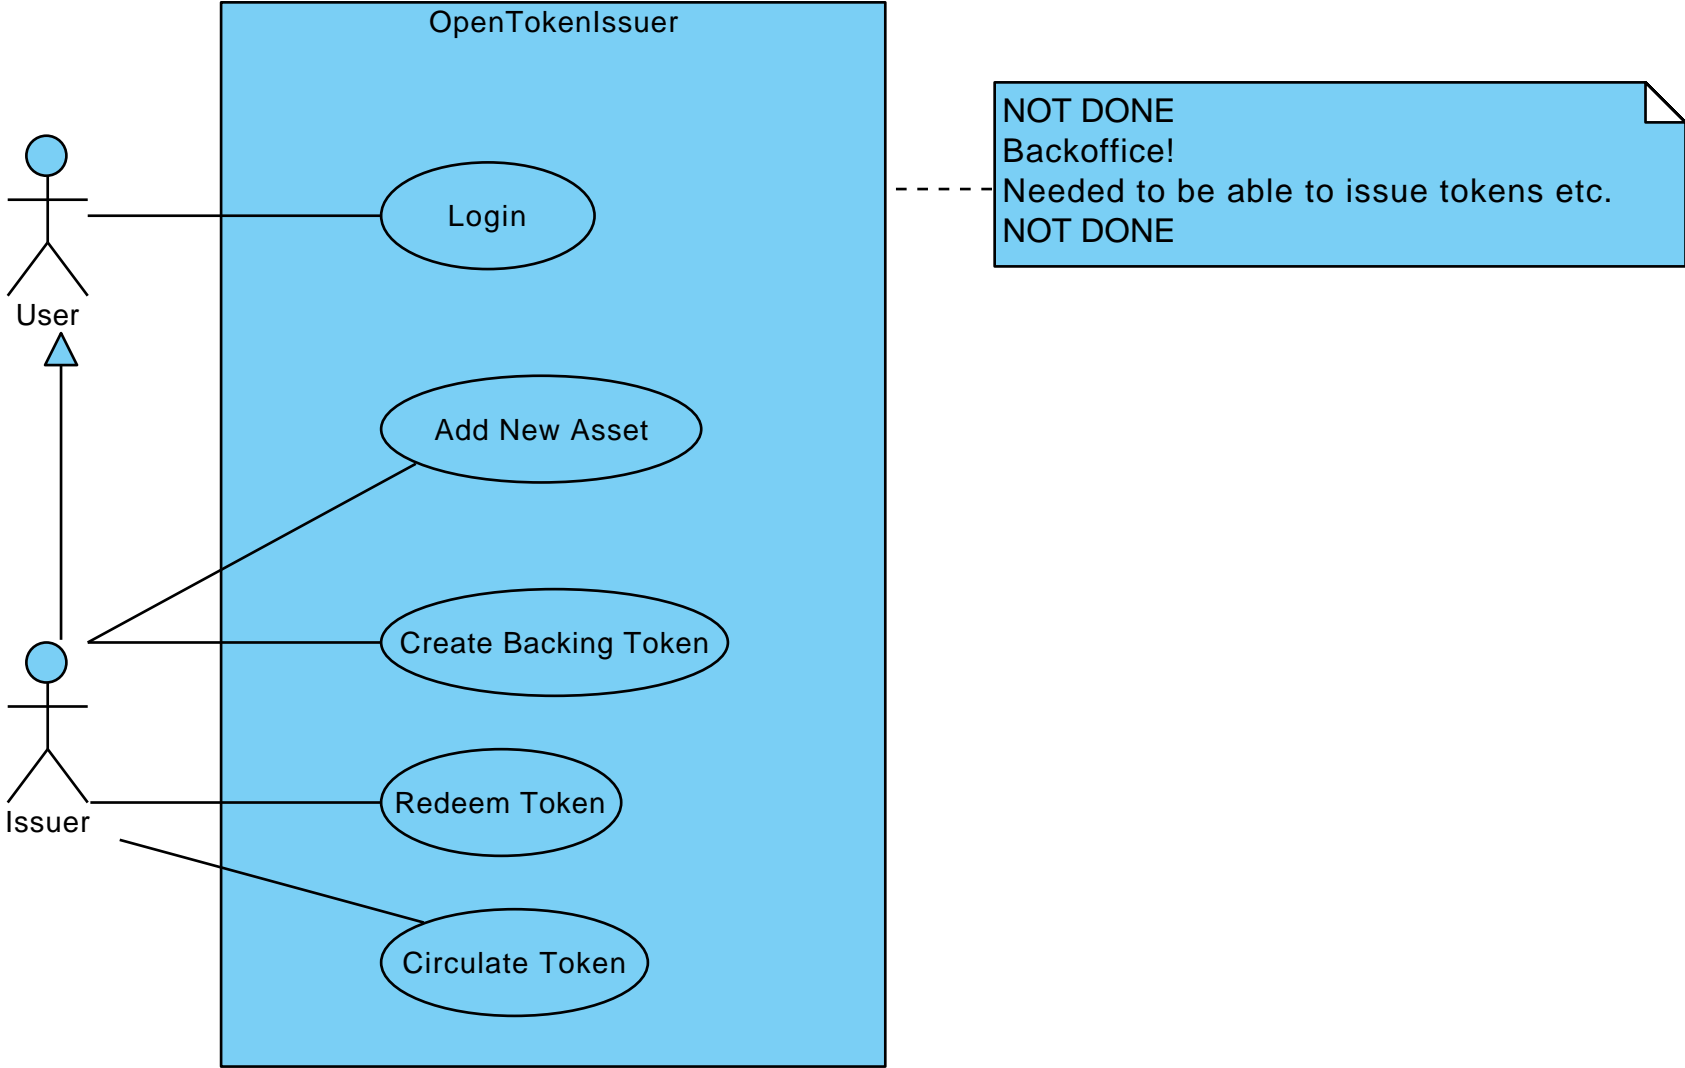 OpenTokenIssuer
NOT DONE
Backoffice!
Needed to be able to issue tokens etc.
NOT DONE
Login
User
Add New Asset
Create Backing Token
Redeem Token
Issuer
Circulate Token